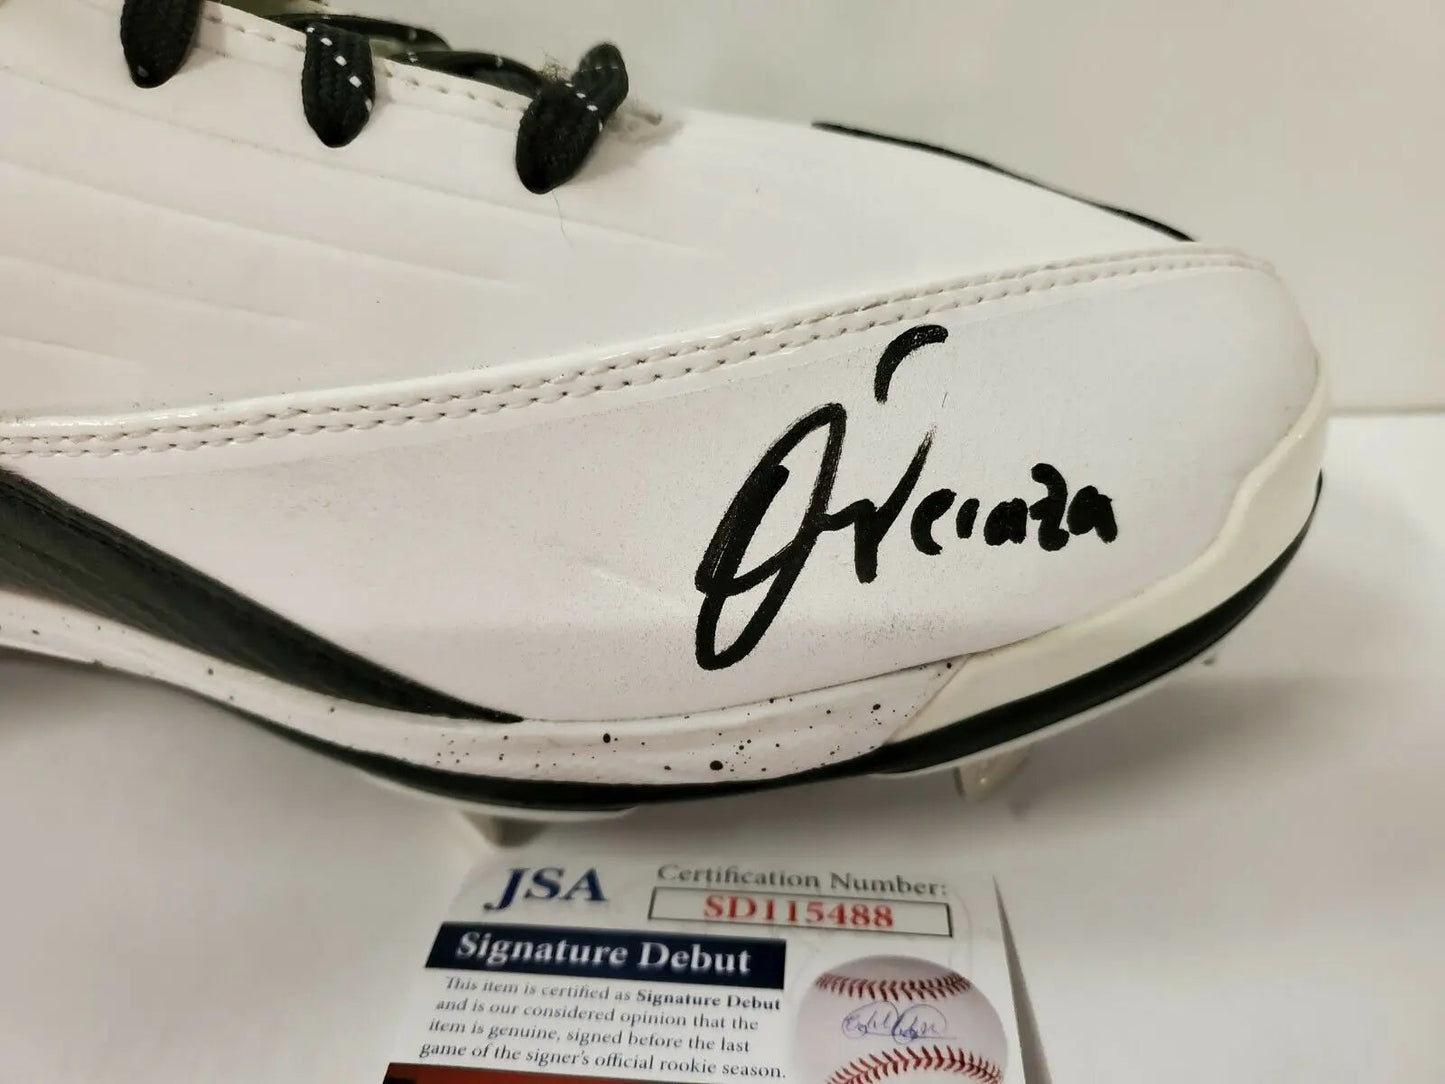 JSA
Certification Number:
SD115488
Signature Debut
This item is certified as Signature Debut
and is our considered opinion that the
item is genuine, signed before the last
game of the signer's official rookie season.